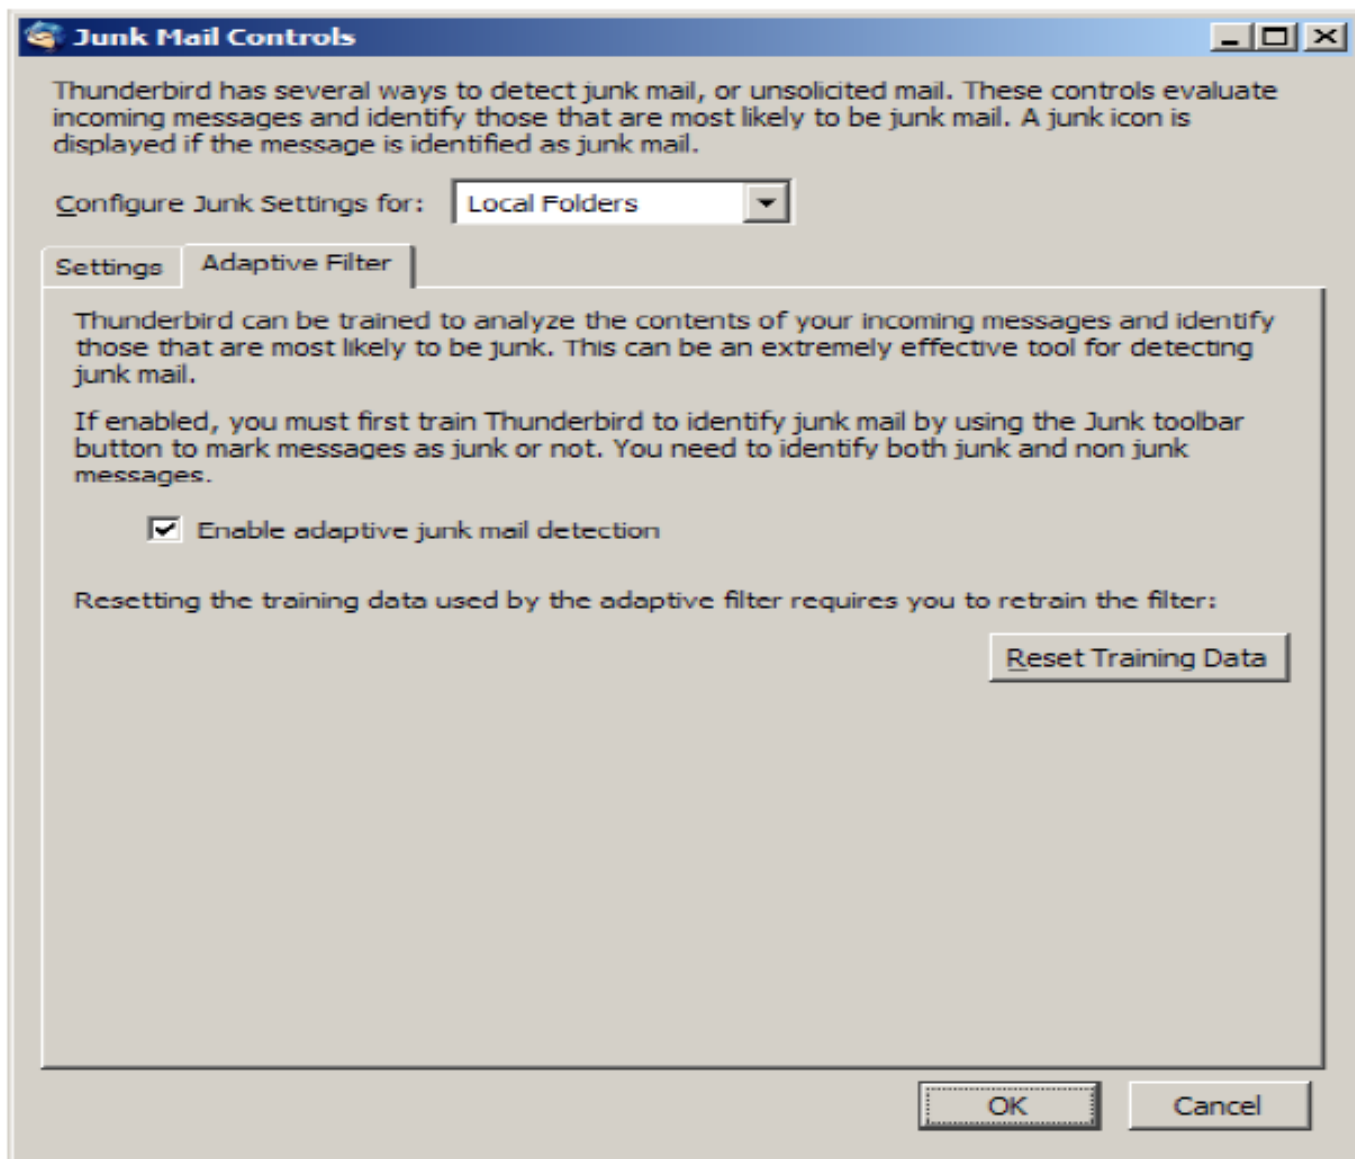 Junk Mail Controls
Thunderbird has several ways to detect junk mail, or unsolicited mail. These controls evaluate
incoming messages and identify those that are most likely to be junk mail. A junk icon is
displayed if the message is identified as junk mail.
Configure Junk Settings for: Local Folders
Settings Adaptive Filter
Thunderbird can be trained to analyze the contents of your incoming messages and identify
those that are most likely to be junk. This can be an extremely effective tool for detecting
junk mail.
If enabled, you must first train Thunderbird to identify junk mail by using the Junk toolbar
button to mark messages as junk or not. You need to identify both junk and non junk
messages.
Enable adaptive junk mail detection
Resetting the training data used by the adaptive filter requires you to retrain the filter:
Reset Training Data
OK Cancel